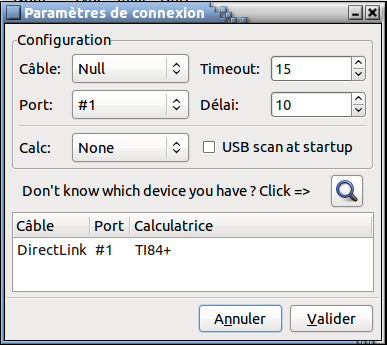 Paramètres de connexion
Configuration
Câble: Null Timeout: 15
Port: #1 Délai: 10
Calc: None USB scan at startup
Don't know which device you have ? Click =>
Câble Port Calculatrice
DirectLink #1 TI84+
Annuler Valider